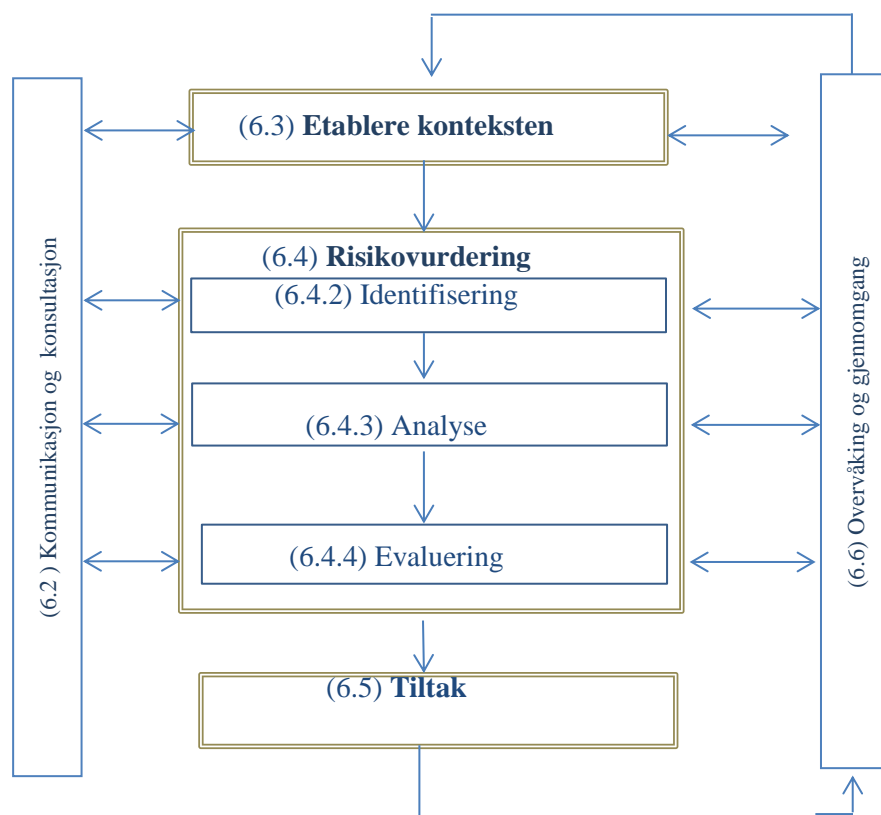 (6.3) Etablere konteksten
(6.4) Risikovurdering
(6.4.2) Identifisering
(6.4.3) Analyse
(6.4.4) Evaluering
(6.5) Tiltak
(6.2 ) Kommunikasjon og konsultasjon
(6.6) Overvåking og gjennomgang